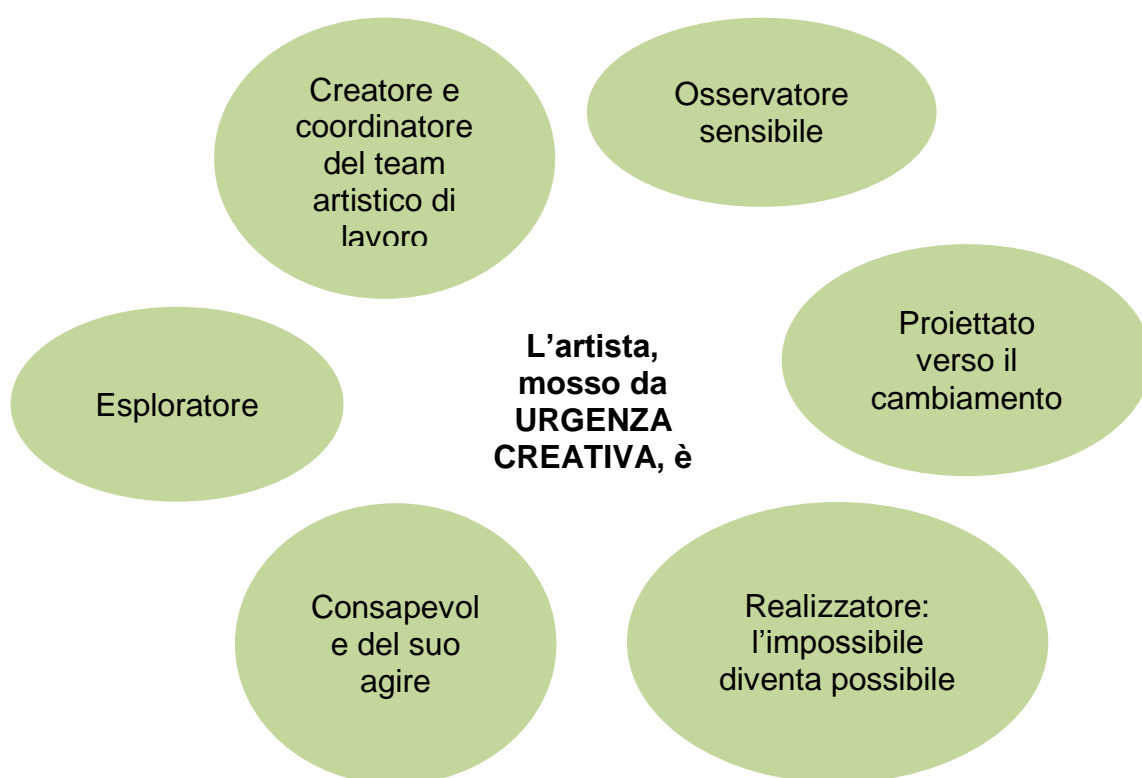 Creatore e
coordinatore
del team
artistico di
lavoro
Osservatore
sensibile
Esploratore
L’artista,
mosso da
URGENZA
CREATIVA, è
Proiettato
verso il
cambiamento
Consapevol
e del suo
agire
Realizzatore:
l’impossibile
diventa possibile